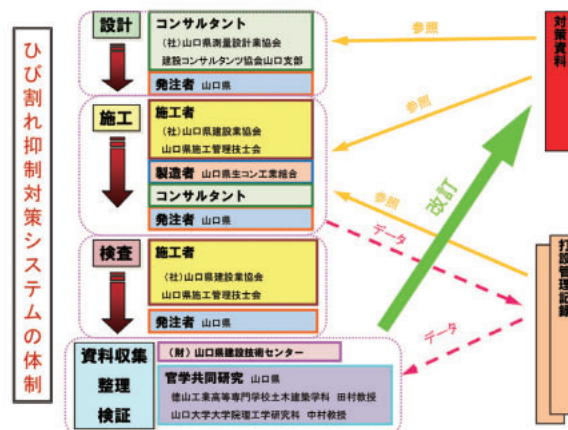 ひび割れ抑制対策システムの体制
設計
コンサルタント
（社）山口県測量設計業協会
建設コンサルタンツ協会山口支部
発注者 山口県
施工
施工者
（社）山口県建設業協会
山口県施工管理技士会
製造者 山口県生コン工業組合
コンサルタント
発注者 山口県
検査
施工者
（社）山口県建設業協会
山口県施工管理技士会
発注者 山口県
資料収集
整理
検証
（財）山口県建設技術センター
官学共同研究 山口県
徳山工業高等専門学校土木建築学科 田村教授
山口大学大学院理工学研究科 中村教授
参照
参照
参照
改訂
データ
データ
対策資料
打設管理記録